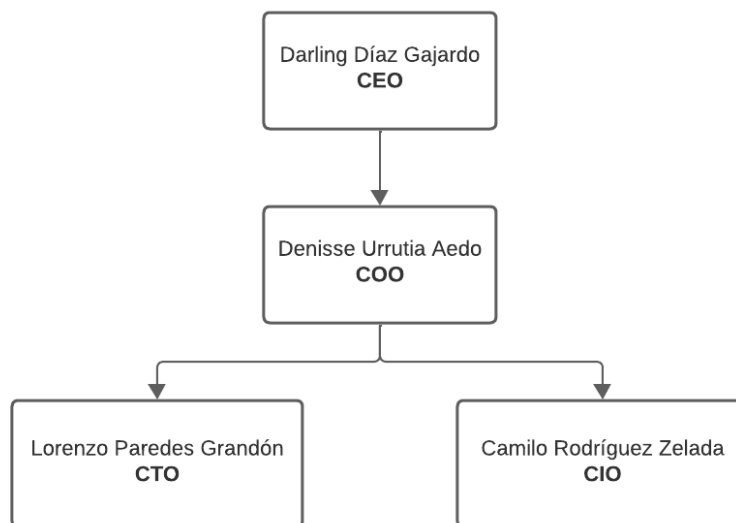 Darling Díaz Gajardo
CEO
Denisse Urrutia Aedo
COO
Lorenzo Paredes Grandón
CTO
Camilo Rodríguez Zelada
CIO